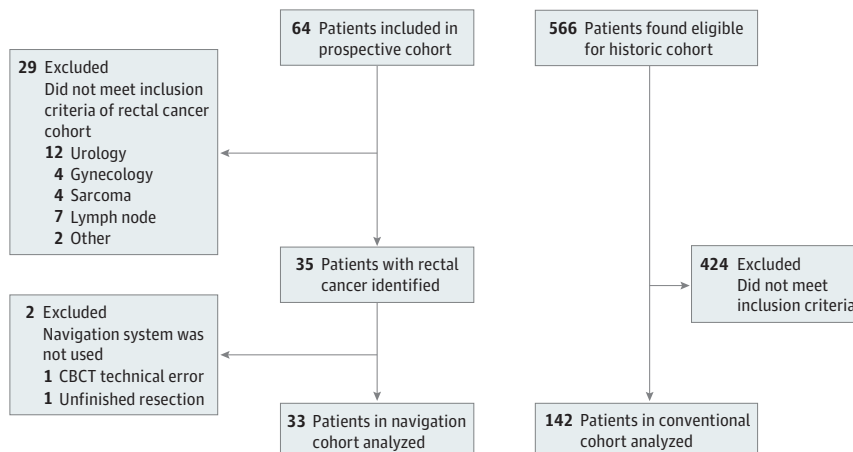 64 Patients included in
prospective cohort
566 Patients found eligible
for historic cohort
29 Excluded
Did not meet inclusion
criteria of rectal cancer
cohort
12 Urology
4 Gynecology
4 Sarcoma
7 Lymph node
2 Other
35 Patients with rectal
cancer identified
424 Excluded
Did not meet
inclusion criteria
2 Excluded
Navigation system was
not used
1 CBCT technical error
1 Unfinished resection
33 Patients in navigation
cohort analyzed
142 Patients in conventional
cohort analyzed